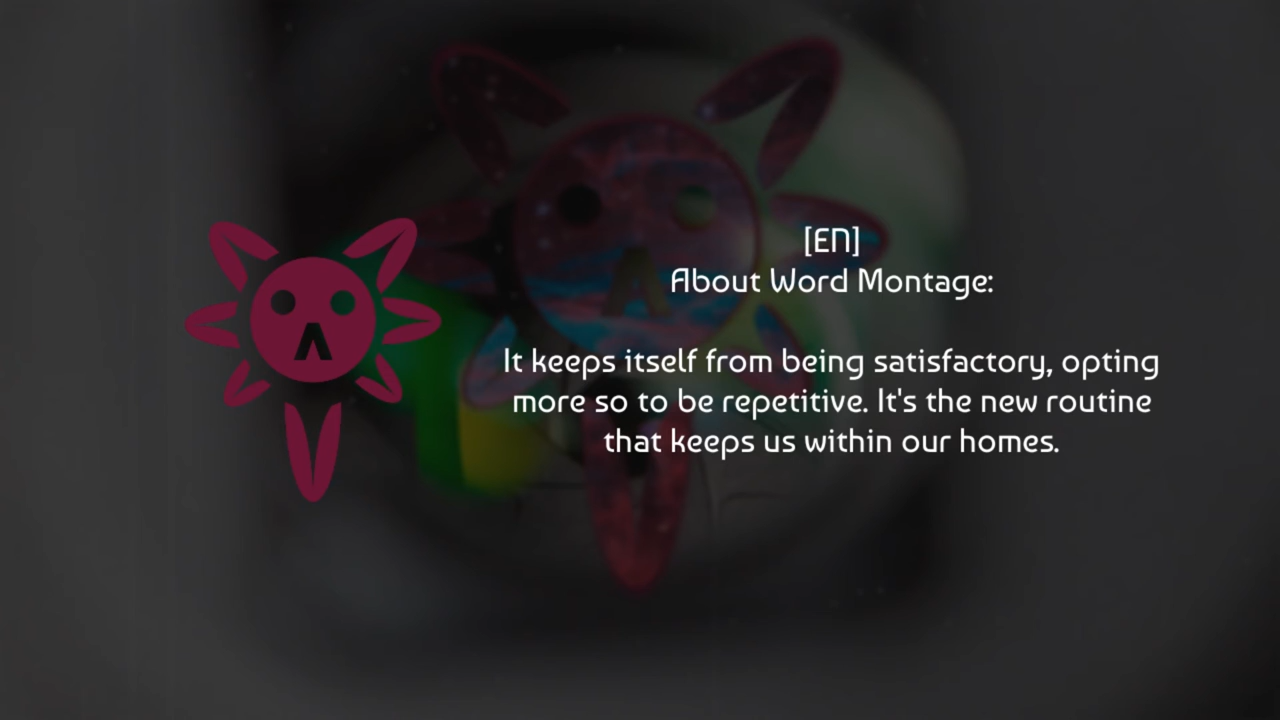 [EN]
About Word Montage:
It keeps itself from being satisfactory, opting
more so to be repetitive. It's the new routine
that keeps us within our homes.